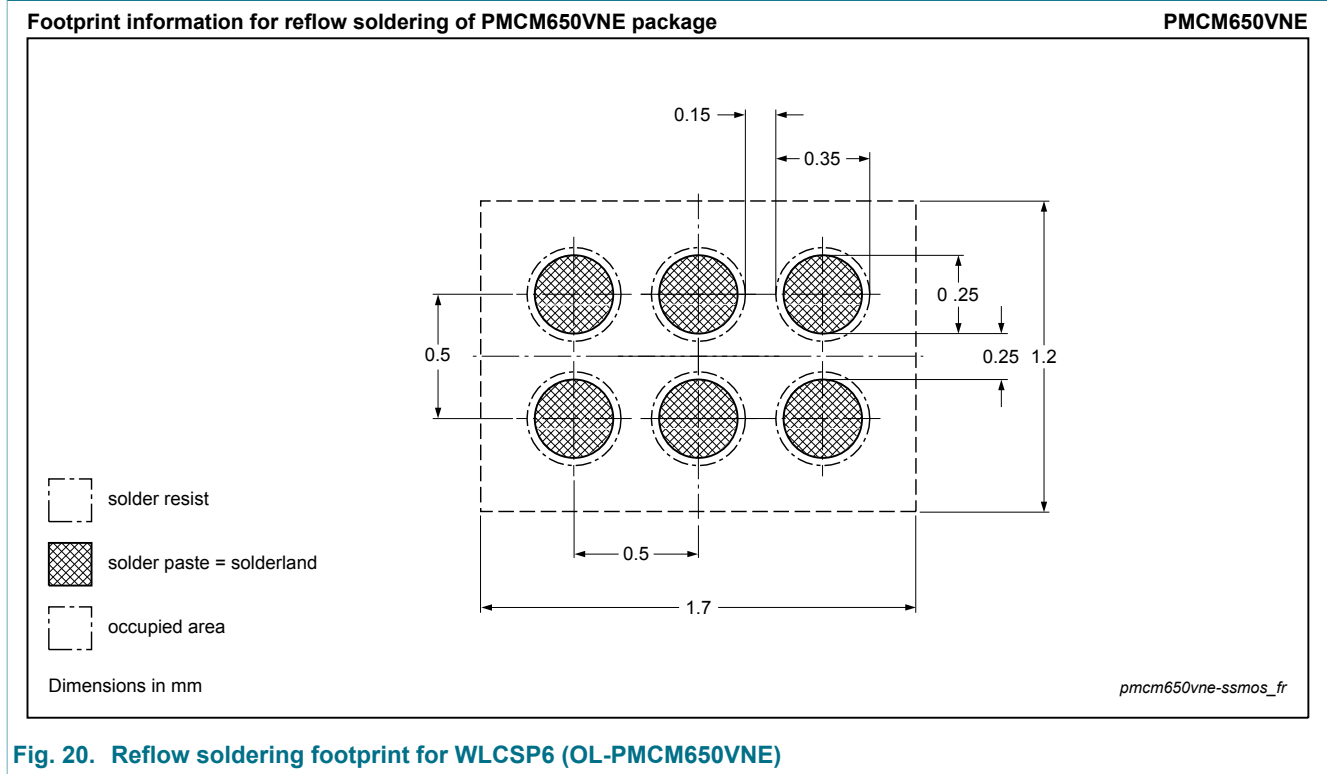 Footprint information for reflow soldering of PMCM650VNE package PMCM650VNE
0.15
0.35
0 .25
0.5
0.25 1.2
solder resist
0.5
solder paste = solderland
1.7
occupied area
Dimensions in mm pmcm650vne-ssmos_fr
Fig. 20. Reflow soldering footprint for WLCSP6 (OL-PMCM650VNE)